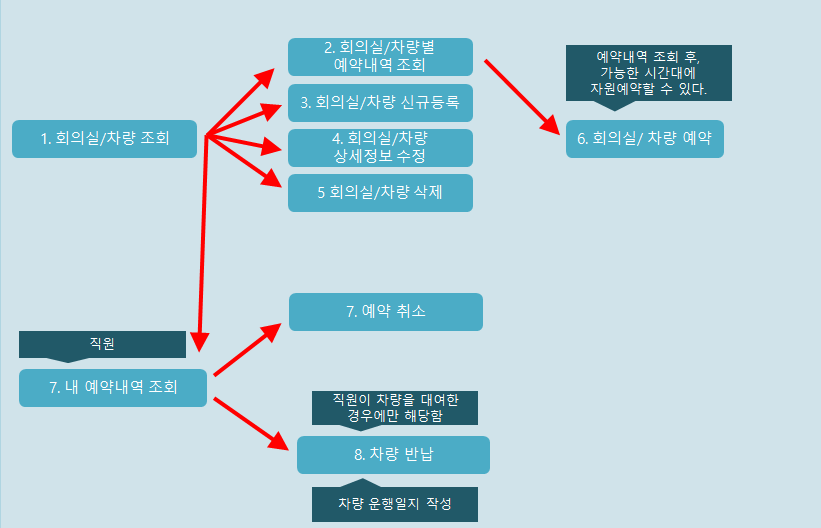 1. 회의실/차량 조회
2. 회의실/차량별
예약내역 조회
3. 회의실/차량 신규등록
4. 회의실/차량
상세정보 수정
5 회의실/차량 삭제
예약내역 조회 후,
가능한 시간대에
자원예약할 수 있다.
6. 회의실/ 차량 예약
직원
7. 내 예약내역 조회
7. 예약 취소
직원이 차량을 대여한
경우에만 해당함
8. 차량 반납
차량 운행일지 작성